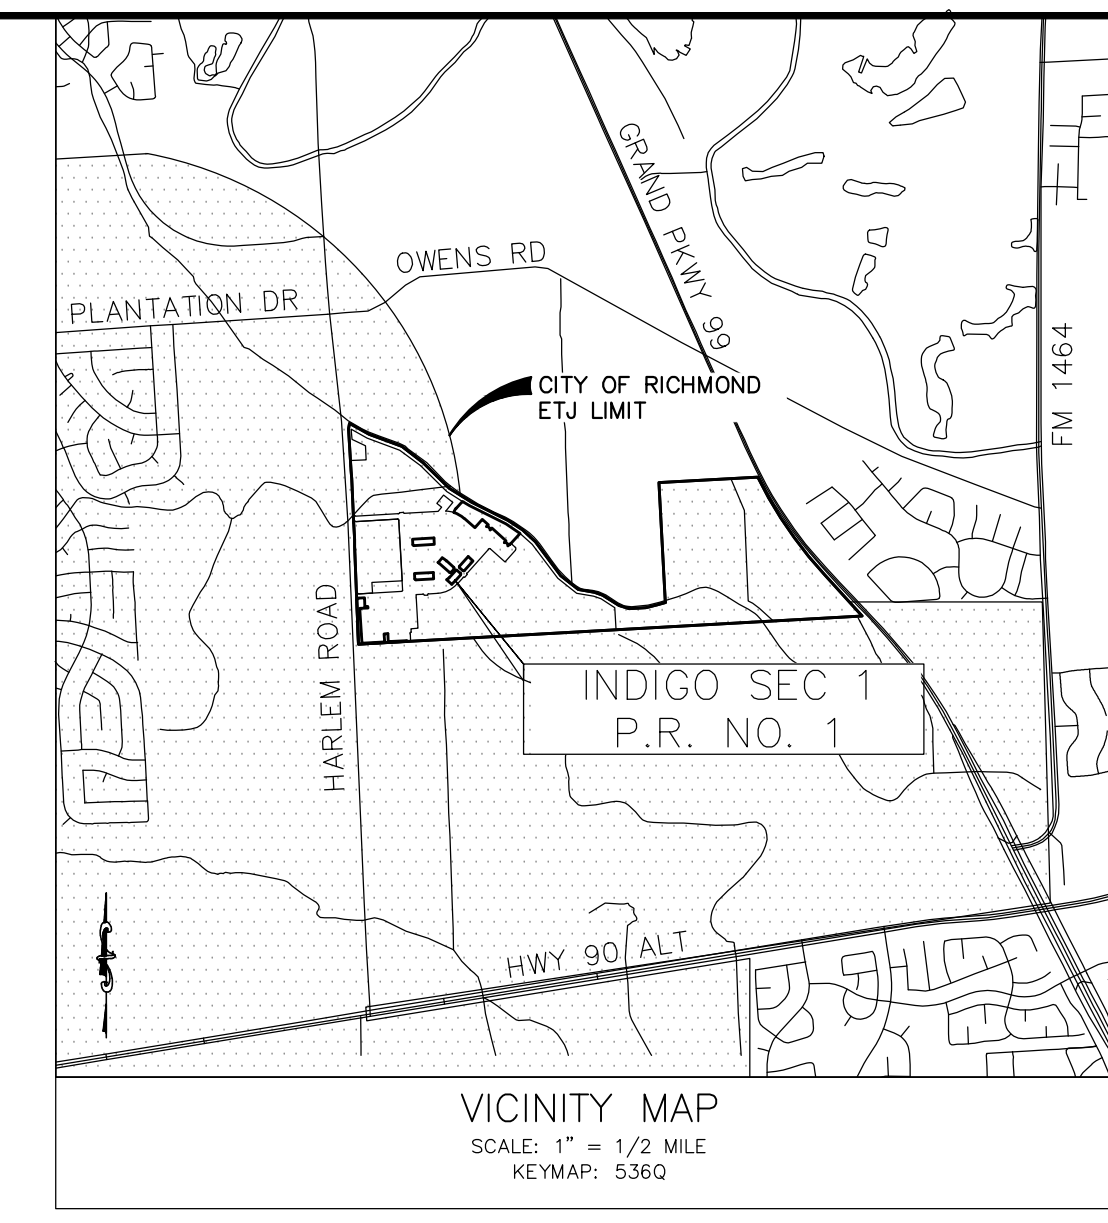 GRAND PKWY 99
OWENS RD
PLANTATION DR
FM 1464
CITY OF RICHMOND
ETJ LIMIT
HARLEM ROAD
INDIGO SEC 1
P.R. NO. 1
HWY 90 ALT
VICINITY MAP
SCALE: 1" = 1/2 MILE
KEYMAP: 536Q